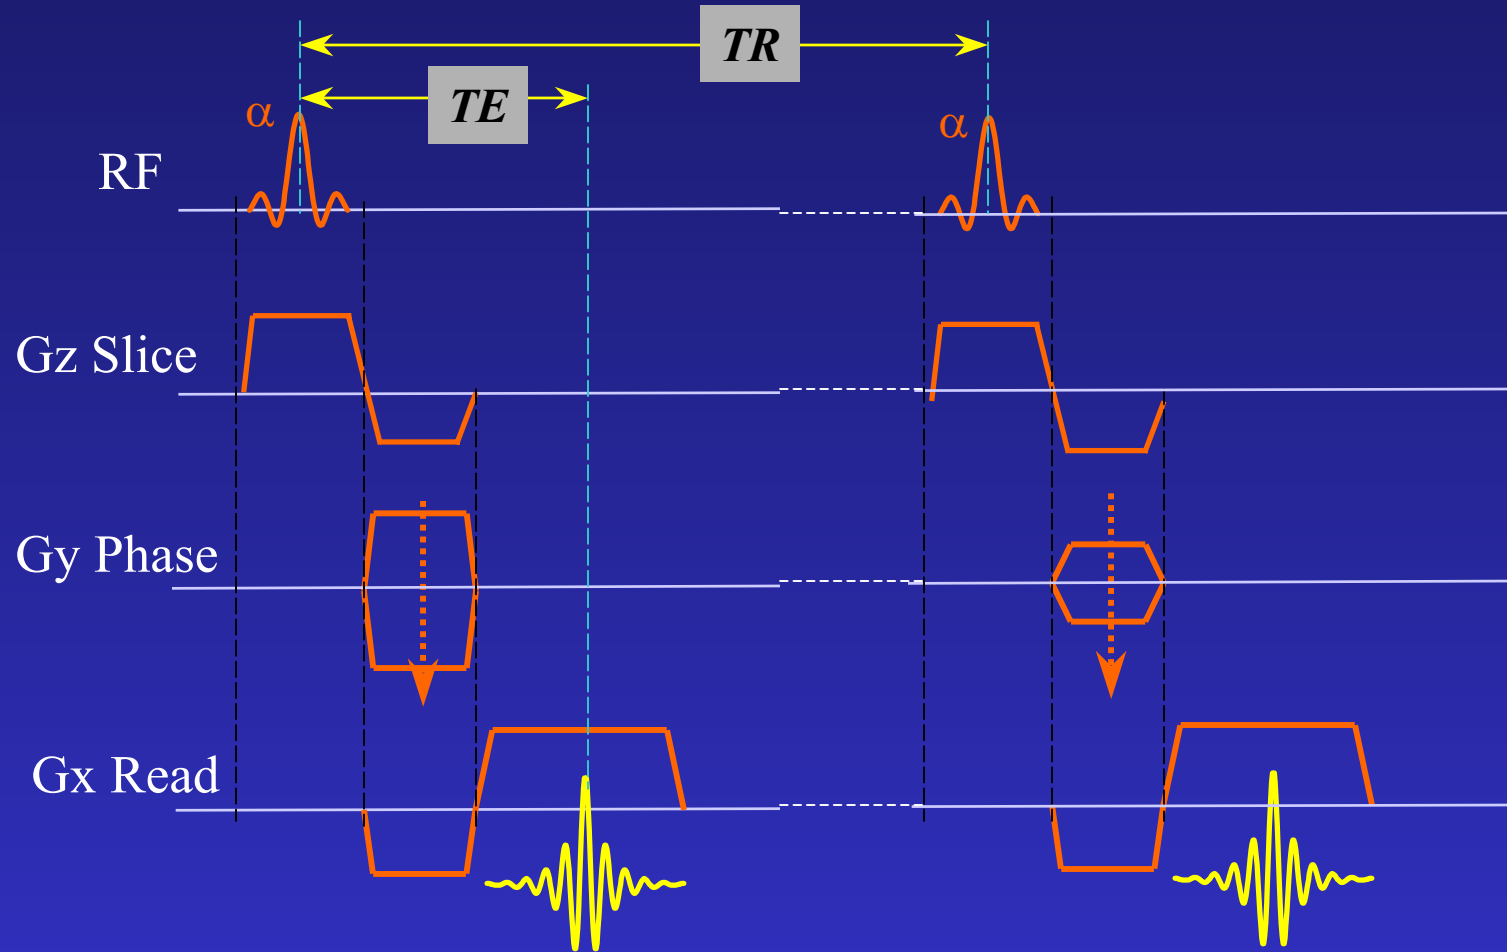 TR
TE
α
α
RF
Gz Slice
Gy Phase
Gx Read